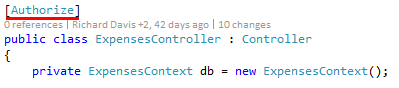 [Authorize]
0 references | Richard Davis +2, 42 days ago | 10 changes
public class ExpensesController : Controller
{
    private ExpensesContext db = new ExpensesContext();